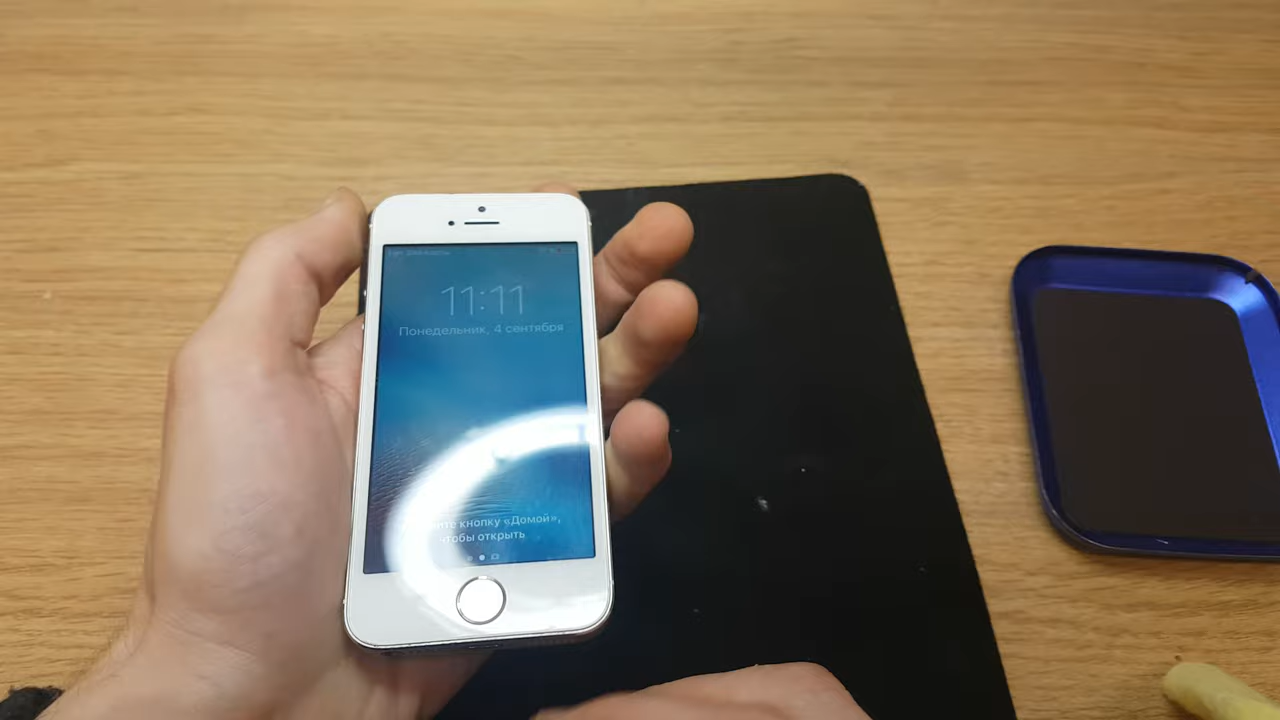 11:11
Понедельник, 4 сентября
кнопку «Домой»,
чтобы открыть